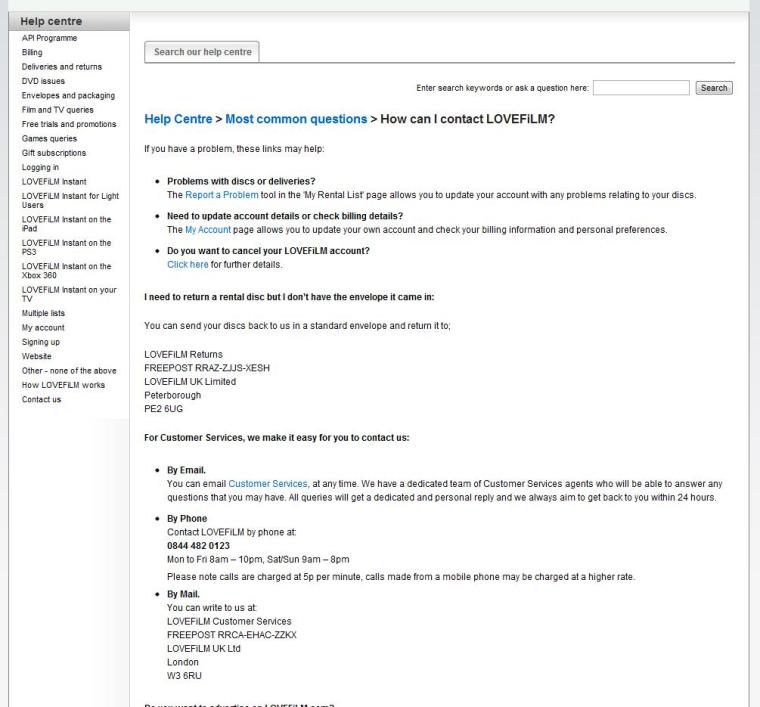 Help centre
API Programme
Billing
Deliveries and returns
DVD issues
Envelopes and packaging
Film and TV queries
Free trials and promotions
Games queries
Gift subscriptions
Logging in
LOVEFiLM Instant
LOVEFiLM Instant for Light
Users
LOVEFiLM Instant on the
iPad
LOVEFiLM Instant on the
PS3
LOVEFiLM Instant on the
Xbox 360
LOVEFiLM Instant on your
TV
Multiple lists
My account
Signing up
Website
Other - none of the above
How LOVEFiLM works
Contact us
Search our help centre
Enter search keywords or ask a question here: Search
Help Centre > Most common questions > How can I contact LOVEFiLM?
If you have a problem, these links may help:
• Problems with discs or deliveries?
The Report a Problem tool in the 'My Rental List' page allows you to update your account with any problems relating to your discs.
• Need to update account details or check billing details?
The My Account page allows you to update your own account and check your billing information and personal preferences.
• Do you want to cancel your LOVEFiLM account?
Click here for further details.
I need to return a rental disc but I don't have the envelope it came in:
You can send your discs back to us in a standard envelope and return it to;
LOVEFiLM Returns
FREEPOST RRAZ-ZJJS-XESH
LOVEFiLM UK Limited
Peterborough
PE2 6UG
For Customer Services, we make it easy for you to contact us:
• By Email.
You can email Customer Services, at any time. We have a dedicated team of Customer Services agents who will be able to answer any
questions that you may have. All queries will get a dedicated and personal reply and we always aim to get back to you within 24 hours.
• By Phone
Contact LOVEFiLM by phone at:
0844 482 0123
Mon to Fri 8am – 10pm, Sat/Sun 9am – 8pm
Please note calls are charged at 5p per minute, calls made from a mobile phone may be charged at a higher rate.
• By Mail.
You can write to us at:
LOVEFiLM Customer Services
FREEPOST RRCA-EHAC-ZZKX
LOVEFiLM UK Ltd
London
W3 6RU
Do you want to advertise on LOVEFiLM.com?